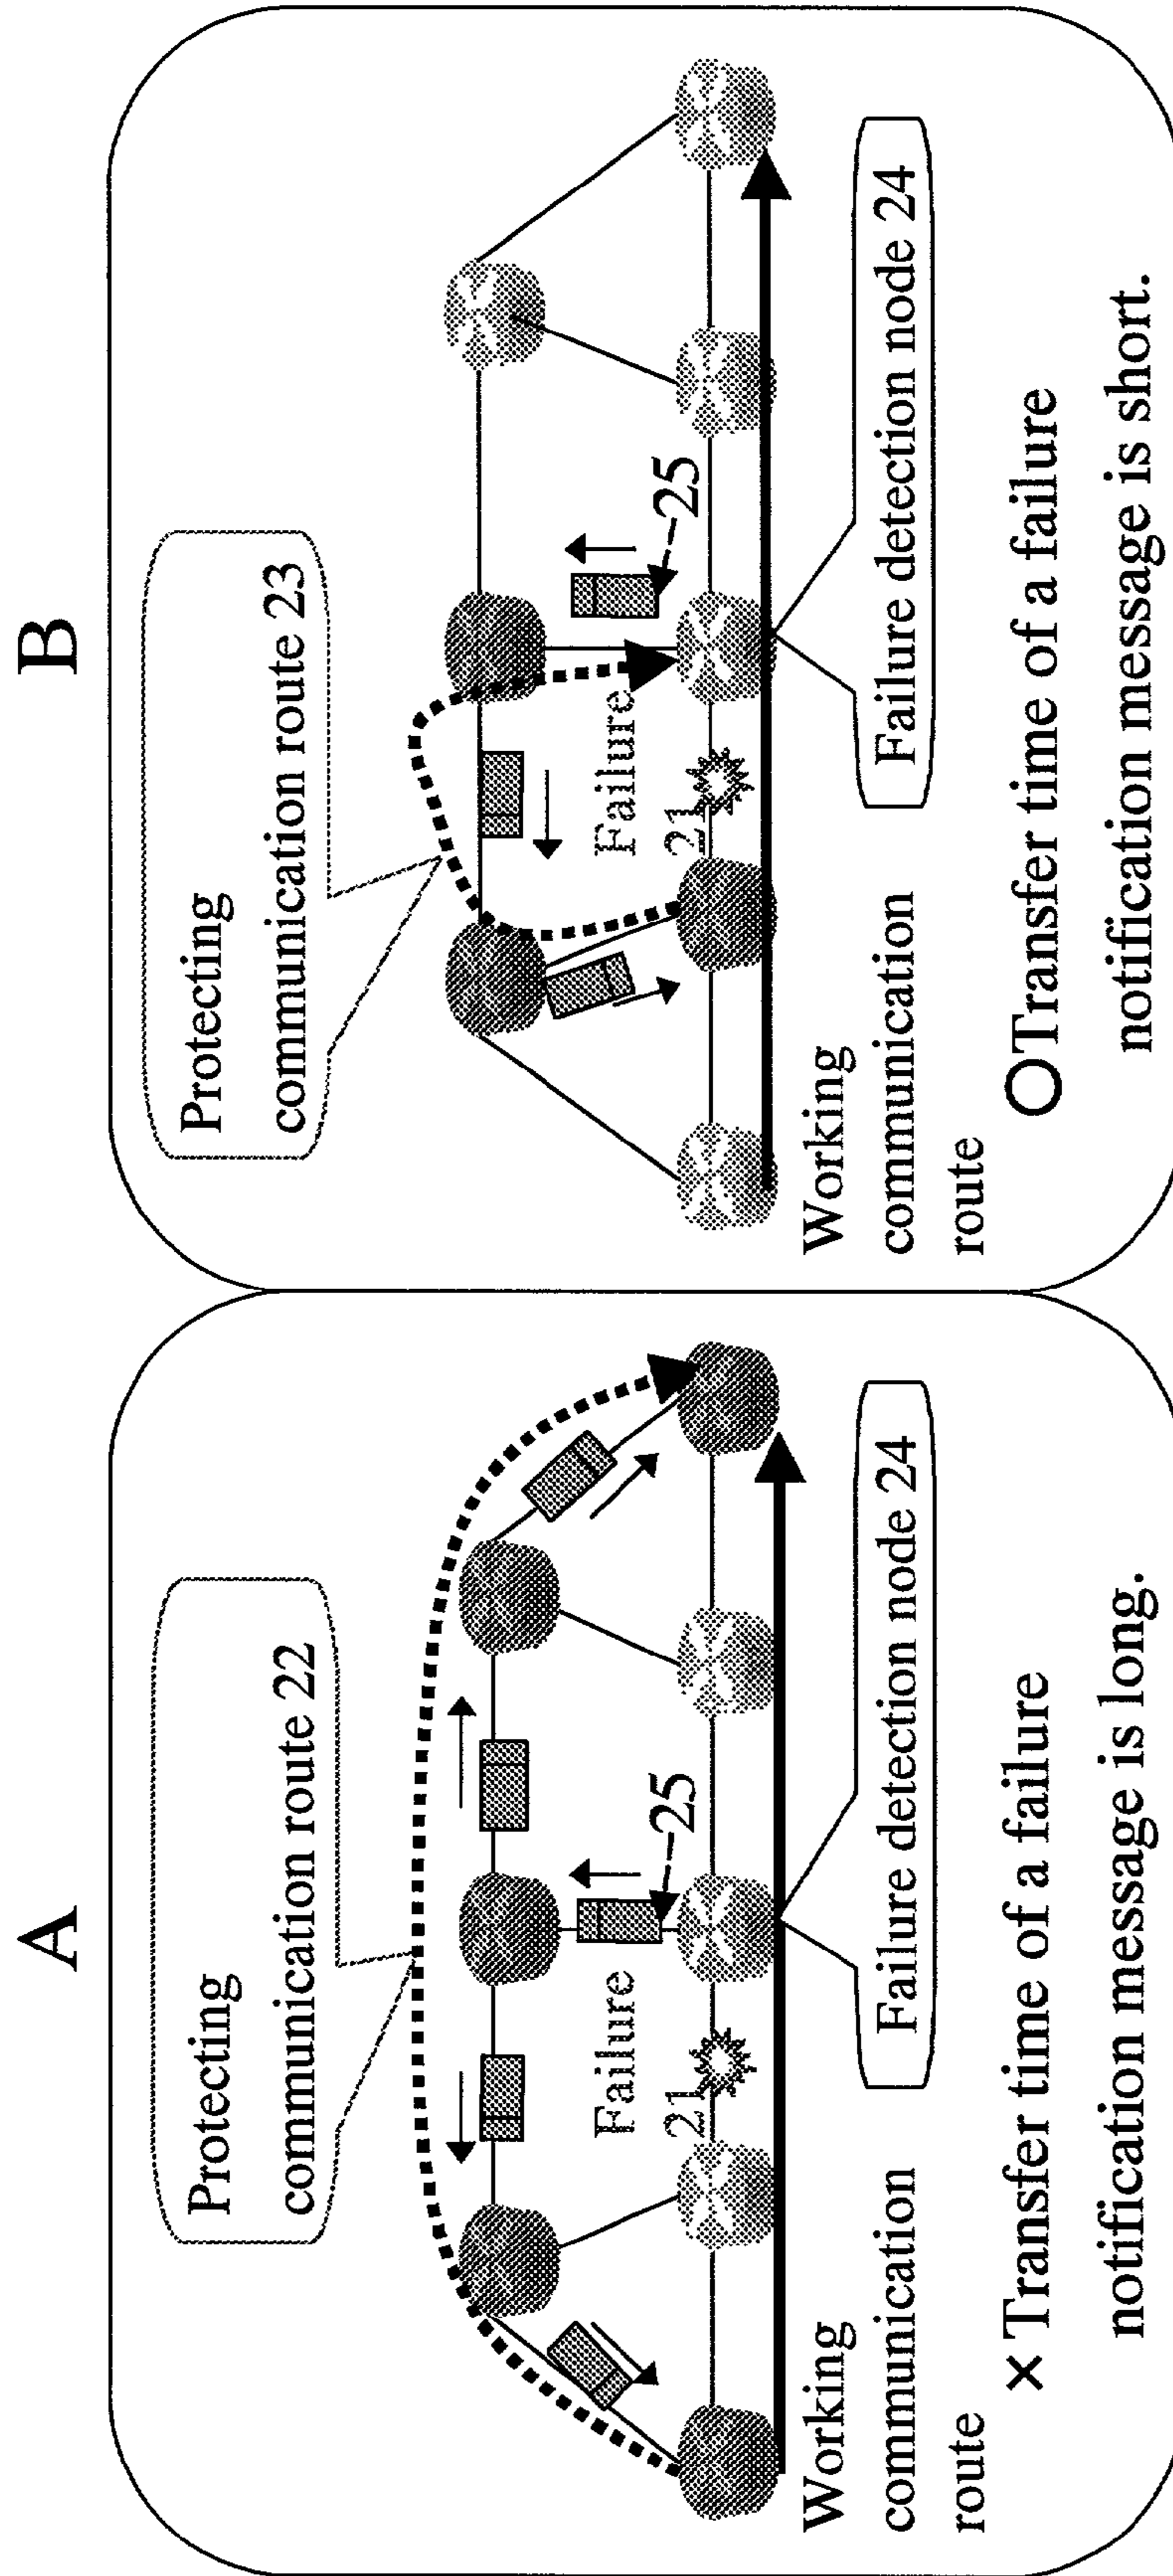 A
Protecting
communication route 22
Failure
21
25
Failure detection node 24
Working
communication
route
× Transfer time of a failure
notification message is long.
B
Protecting
communication route 23
Failure
21
25
Failure detection node 24
Working
communication
route
○ Transfer time of a failure
notification message is short.